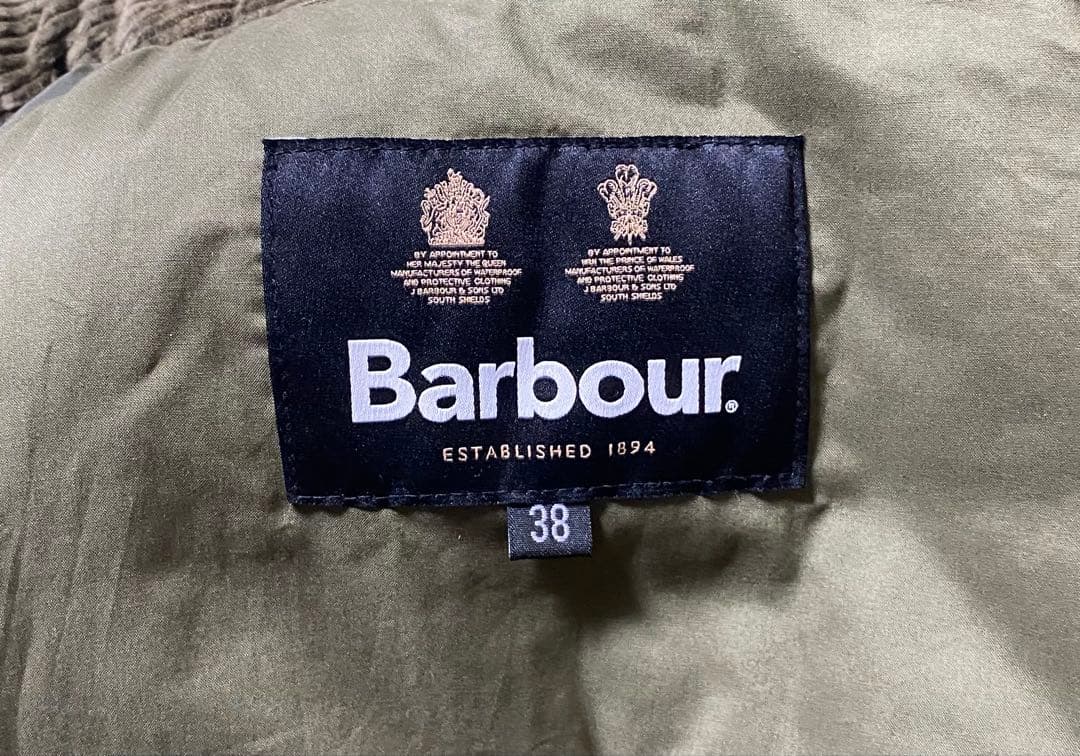 BY APPOINTMENT TO
HER MAJESTY THE QUEEN
MANUFACTURERS OF WATERPROOF
AND PROTECTIVE CLOTHING
J BARBOUR & SONS LTD
SOUTH SHIELDS
BY APPOINTMENT TO
HRH THE PRINCE OF WALES
MANUFACTURERS OF WATERPROOF
AND PROTECTIVE CLOTHING
J BARBOUR & SONS LTD
SOUTH SHIELDS
Barbour®
ESTABLISHED 1894
38